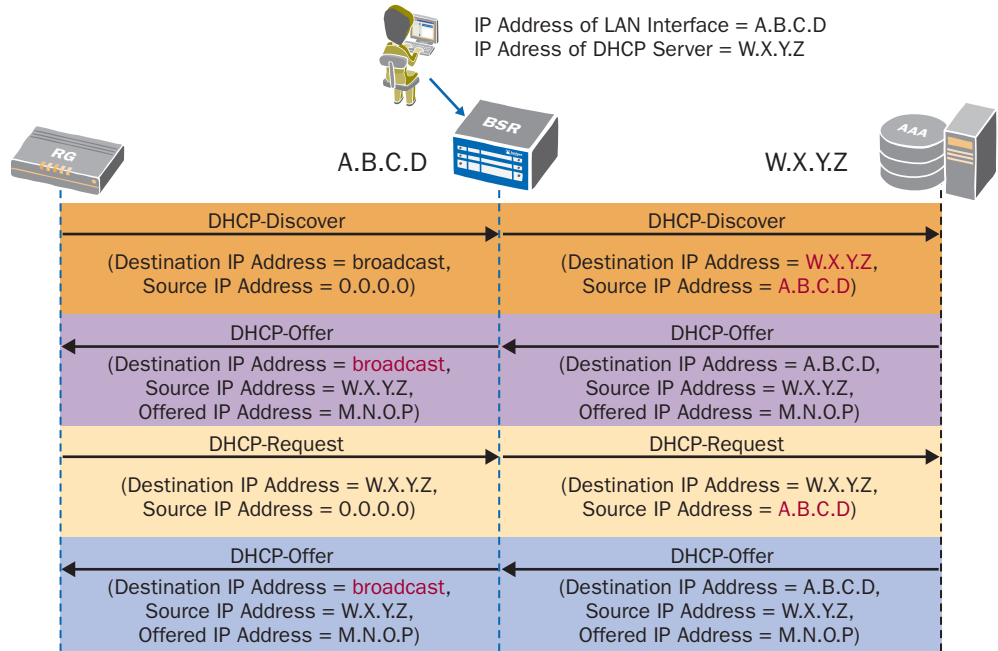 IP Address of LAN Interface = A.B.C.D
IP Adress of DHCP Server = W.X.Y.Z
RG
A.B.C.D
BSR
W.X.Y.Z
AAA
DHCP-Discover
(Destination IP Address = broadcast,
Source IP Address = 0.0.0.0)
DHCP-Discover
(Destination IP Address = W.X.Y.Z,
Source IP Address = A.B.C.D)
DHCP-Offer
(Destination IP Address = broadcast,
Source IP Address = W.X.Y.Z,
Offered IP Address = M.N.O.P)
DHCP-Offer
(Destination IP Address = A.B.C.D,
Source IP Address = W.X.Y.Z,
Offered IP Address = M.N.O.P)
DHCP-Request
(Destination IP Address = W.X.Y.Z,
Source IP Address = 0.0.0.0)
DHCP-Request
(Destination IP Address = W.X.Y.Z,
Source IP Address = A.B.C.D)
DHCP-Offer
(Destination IP Address = broadcast,
Source IP Address = W.X.Y.Z,
Offered IP Address = M.N.O.P)
DHCP-Offer
(Destination IP Address = A.B.C.D,
Source IP Address = W.X.Y.Z,
Offered IP Address = M.N.O.P)